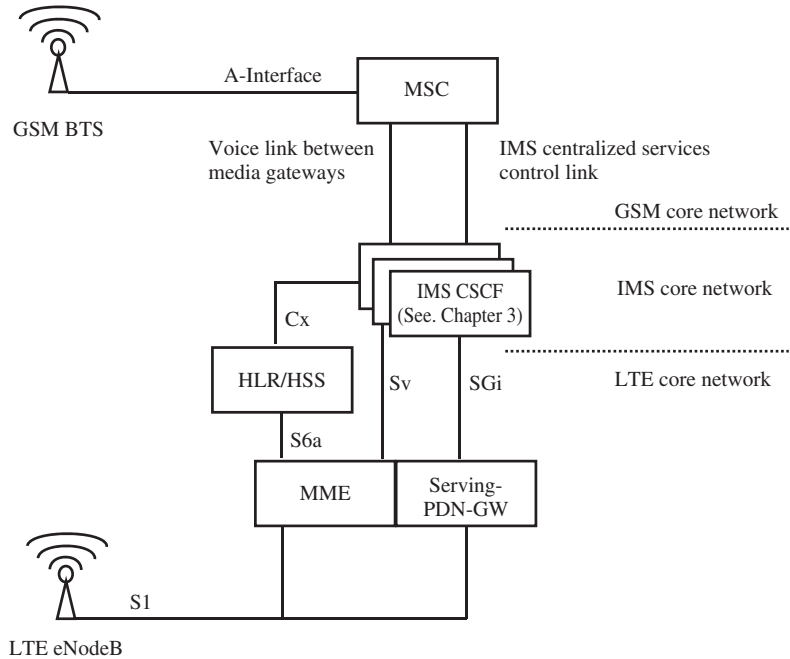 A-Interface
MSC
GSM BTS
Voice link between
media gateways
IMS centralized services
control link
GSM core network
IMS CSCF
(See. Chapter 3)
IMS core network
Cx
HLR/HSS
Sv
SGi
LTE core network
S6a
MME
Serving-
PDN-GW
S1
LTE eNodeB